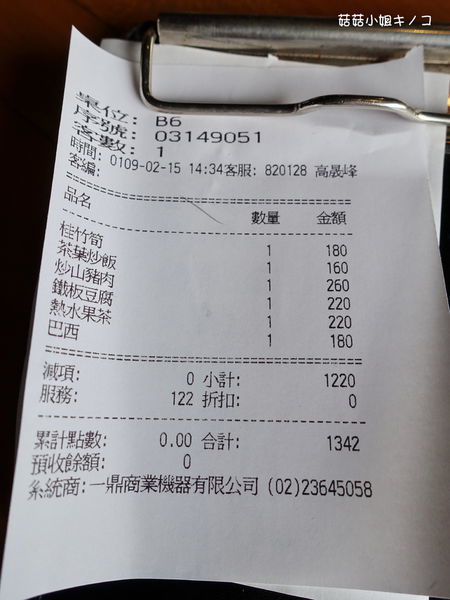 菇菇小姐キノコ
單位: B6
序號: 03149051
客數: 1
時間: 0109-02-15 14:34客服: 820128 高晟峰
客編:
品名 數量 金額
桂竹筍 1 180
茶葉炒飯 1 160
炒山豬肉 1 260
鐵板豆腐 1 220
熱水果茶 1 220
巴西 1 180
減項: 0 小計: 1220
服務: 122 折扣: 0
累計點數: 0.00 合計: 1342
預收餘額: 0
系統商:一鼎商業機器有限公司 (02)23645058